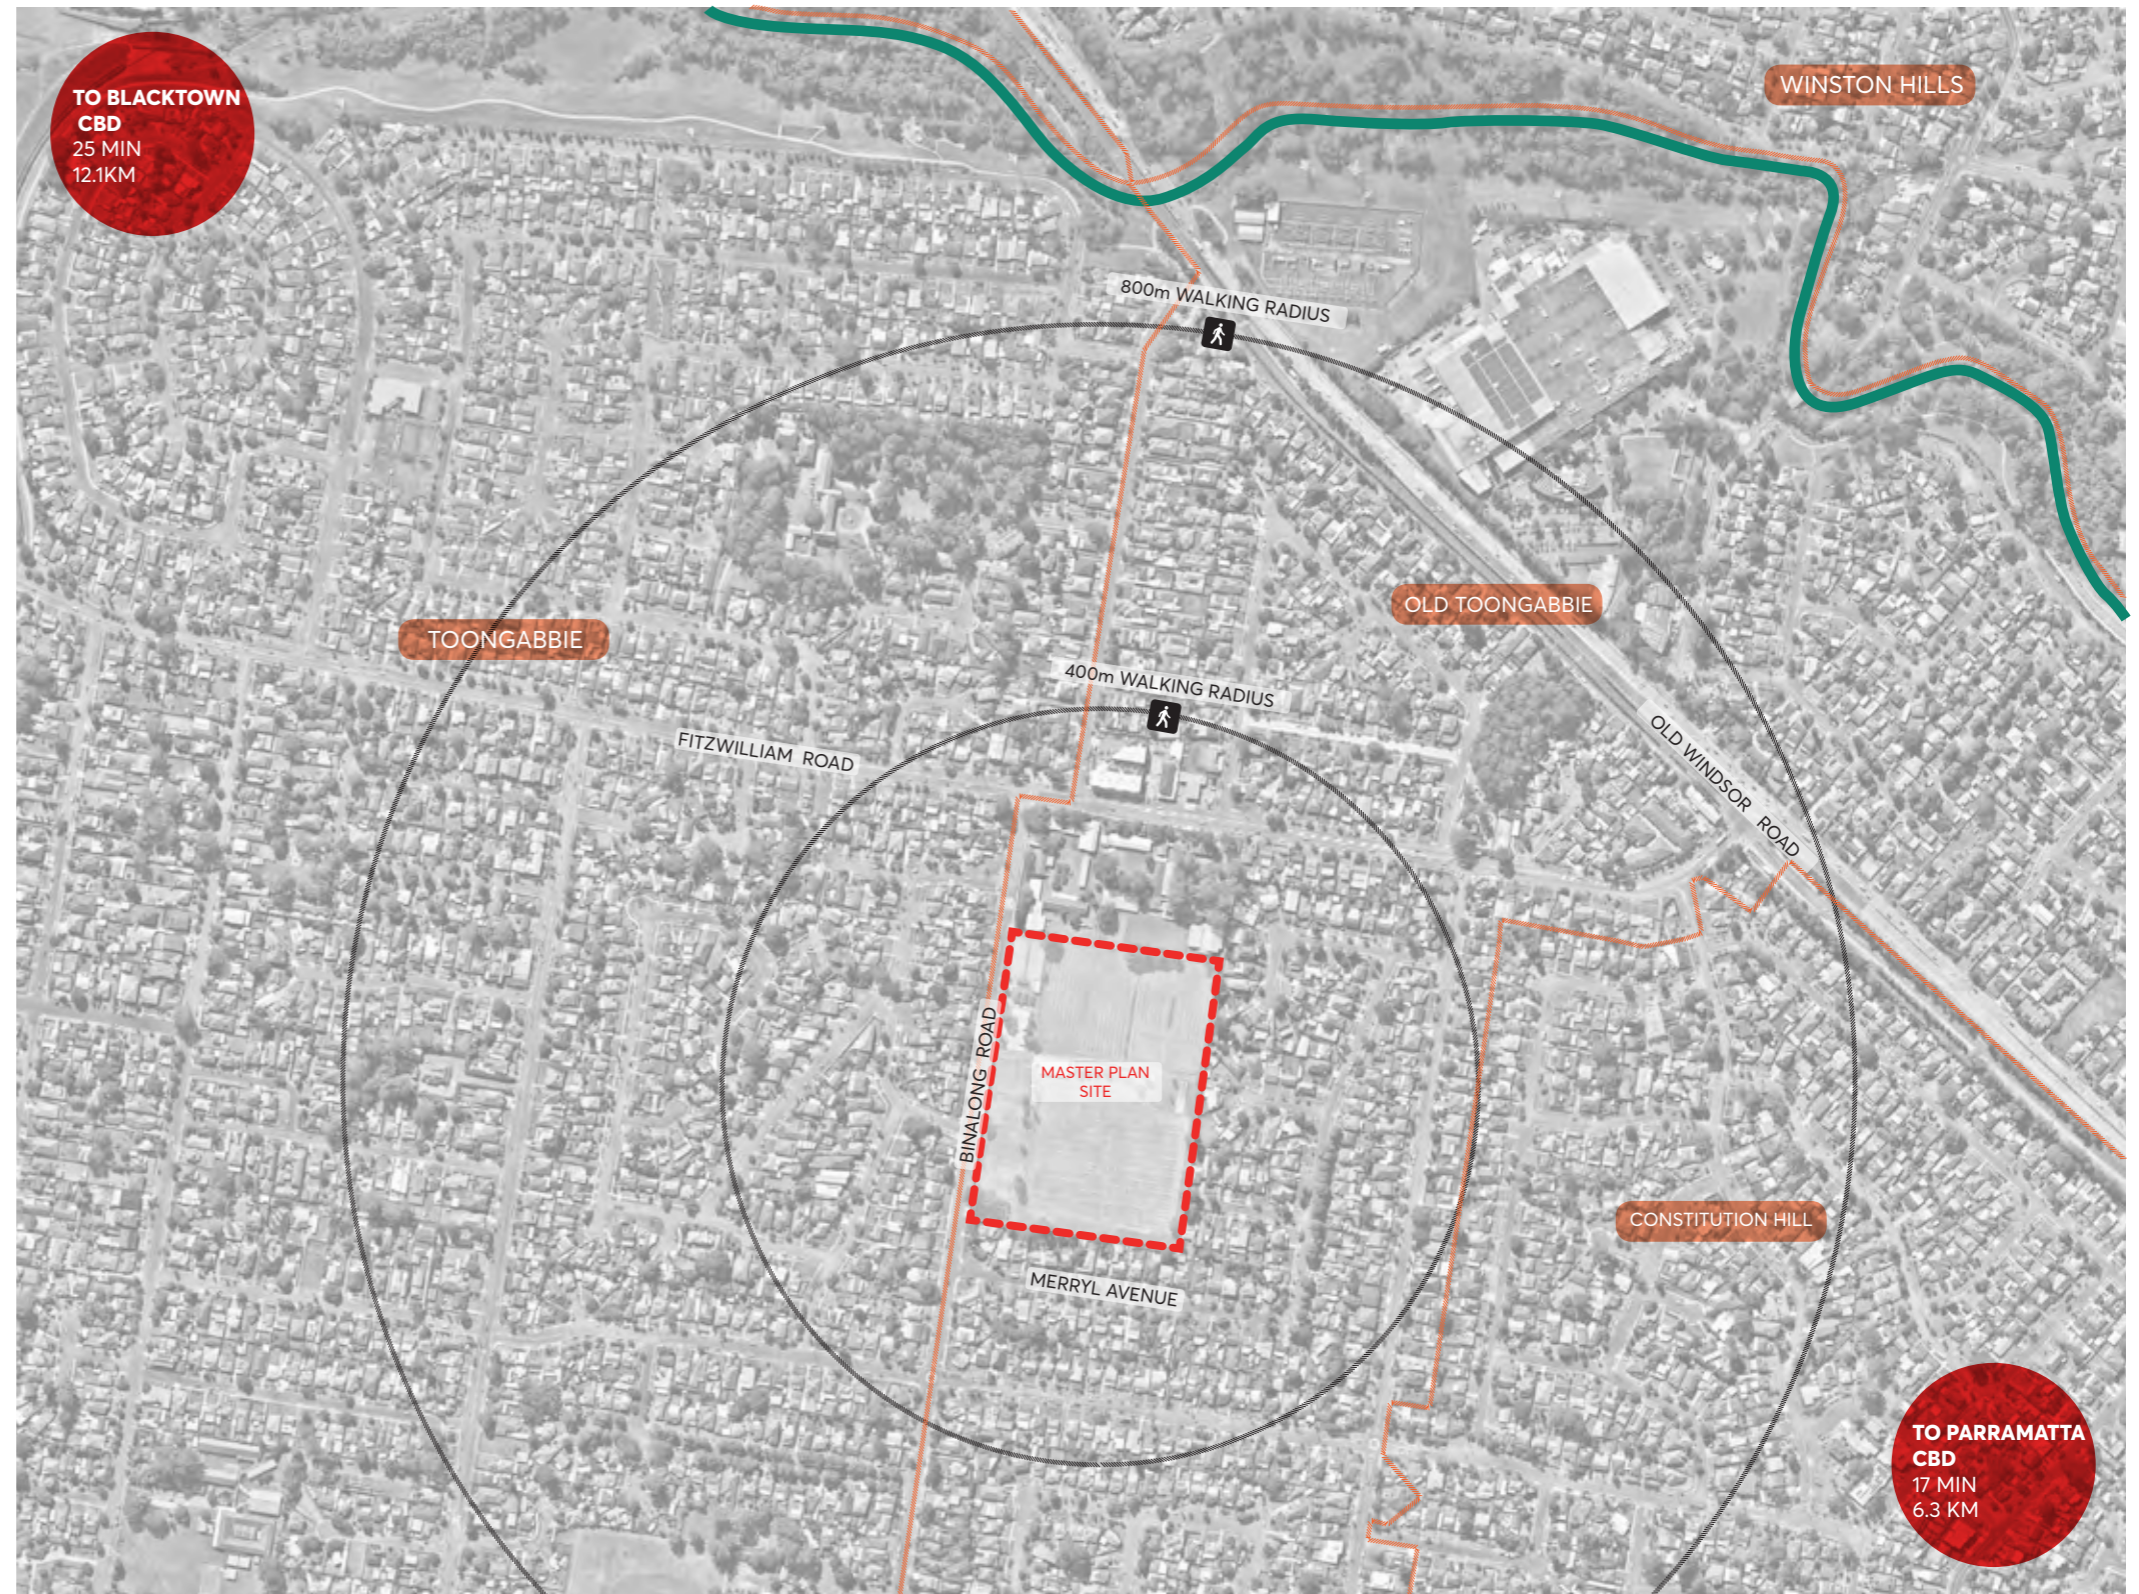 WINSTON HILLS
TO BLACKTOWN
CBD
25 MIN
12.1KM
800m WALKING RADIUS
OLD TOONGABBIE
TOONGABBIE
400m WALKING RADIUS
FITZWILLIAM ROAD
OLD WINDSOR ROAD
BINALONG ROAD
MASTER PLAN
SITE
CONSTITUTION HILL
MERRYL AVENUE
TO PARRAMATTA
CBD
17 MIN
6.3 KM